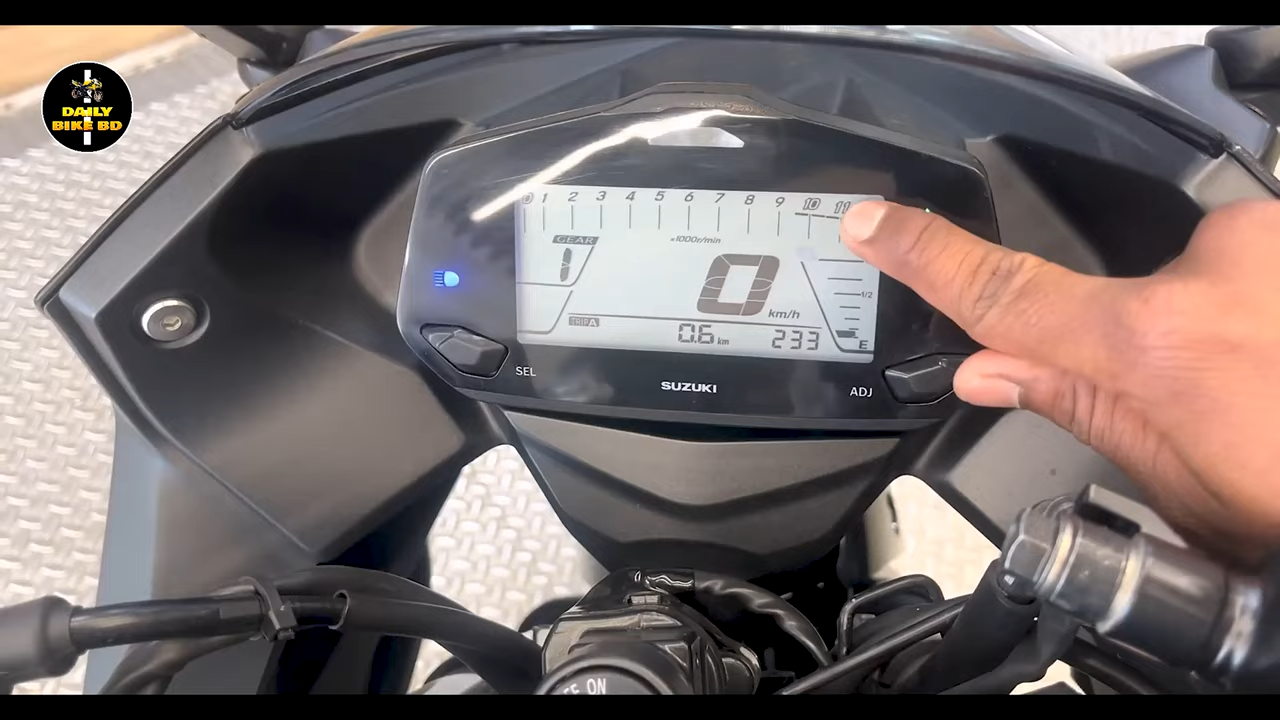 DAILY
BIKE BD
0 1 2 3 4 5 6 7 8 9 10 11
×1000r/min
GEAR
1
0
km/h
1/2
TRIP A
0.6 km
233
E
SEL
SUZUKI
ADJ
ON